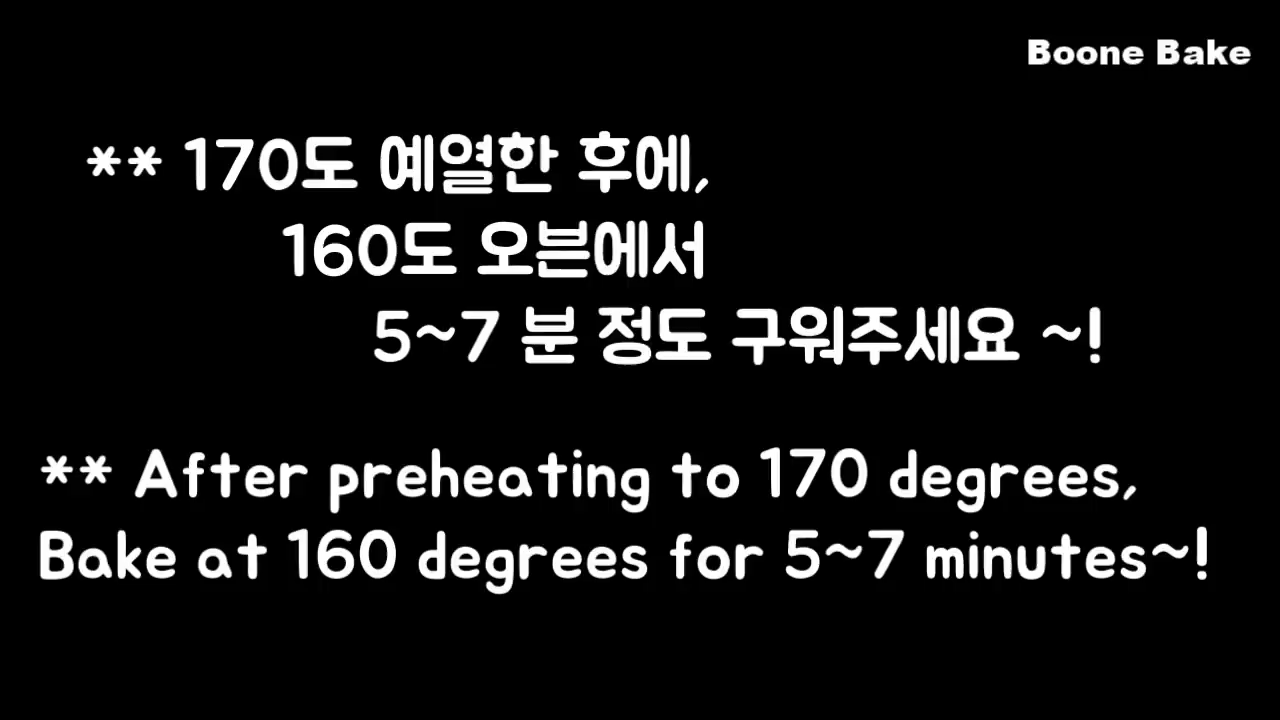 Boone Bake
** 170도 예열한 후에,
160도 오븐에서
5~7 분 정도 구워주세요 ~!
** After preheating to 170 degrees,
Bake at 160 degrees for 5~7 minutes~!